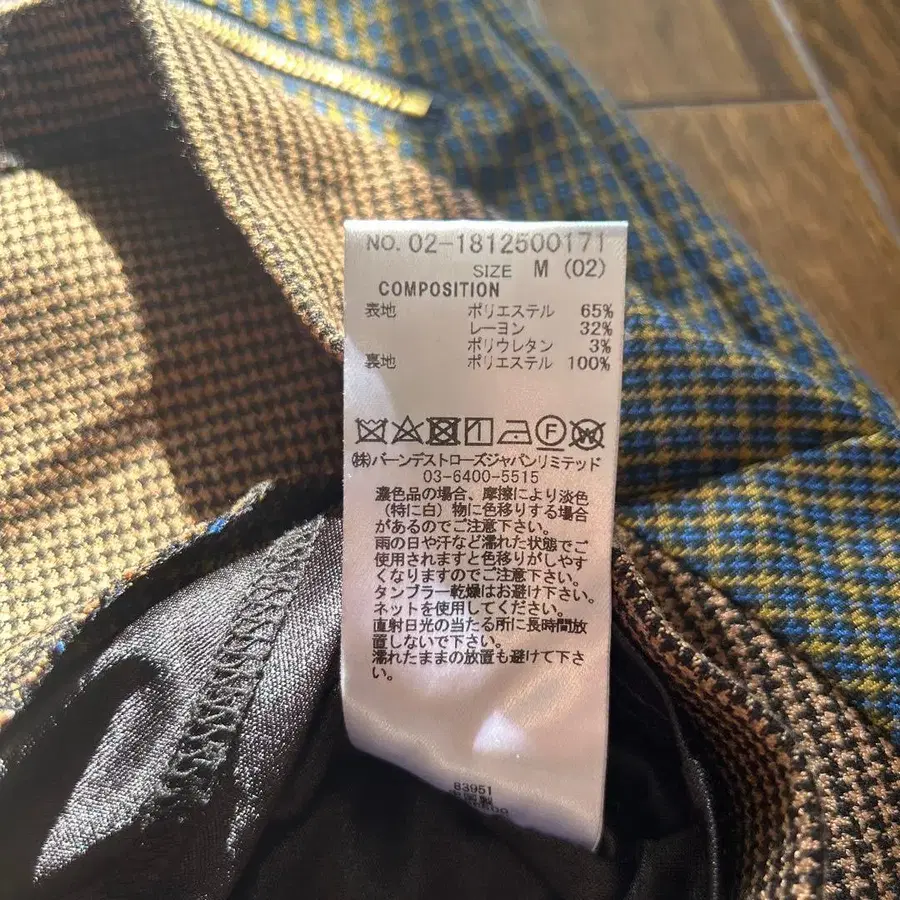 NO. 02-1812500171
SIZE M (02)
COMPOSITION
表地 ポリエステル 65%
レーヨン 32%
ポリウレタン 3%
裏地 ポリエステル 100%
(株)バーンデストローズジャパンリミテッド
03-6400-5515
濃色品の場合、摩擦により淡色
(特に白)物に色移りする場合
があるのでご注意下さい。
雨の日や汗など濡れた状態でご
使用されますと色移りがしやす
くなりますのでご注意下さい。
タンブラー乾燥はお避け下さい。
ネットを使用してください。
直射日光の当たる所に長時間放
置しないで下さい。
濡れたままの放置も避けて下さ
い。
83951